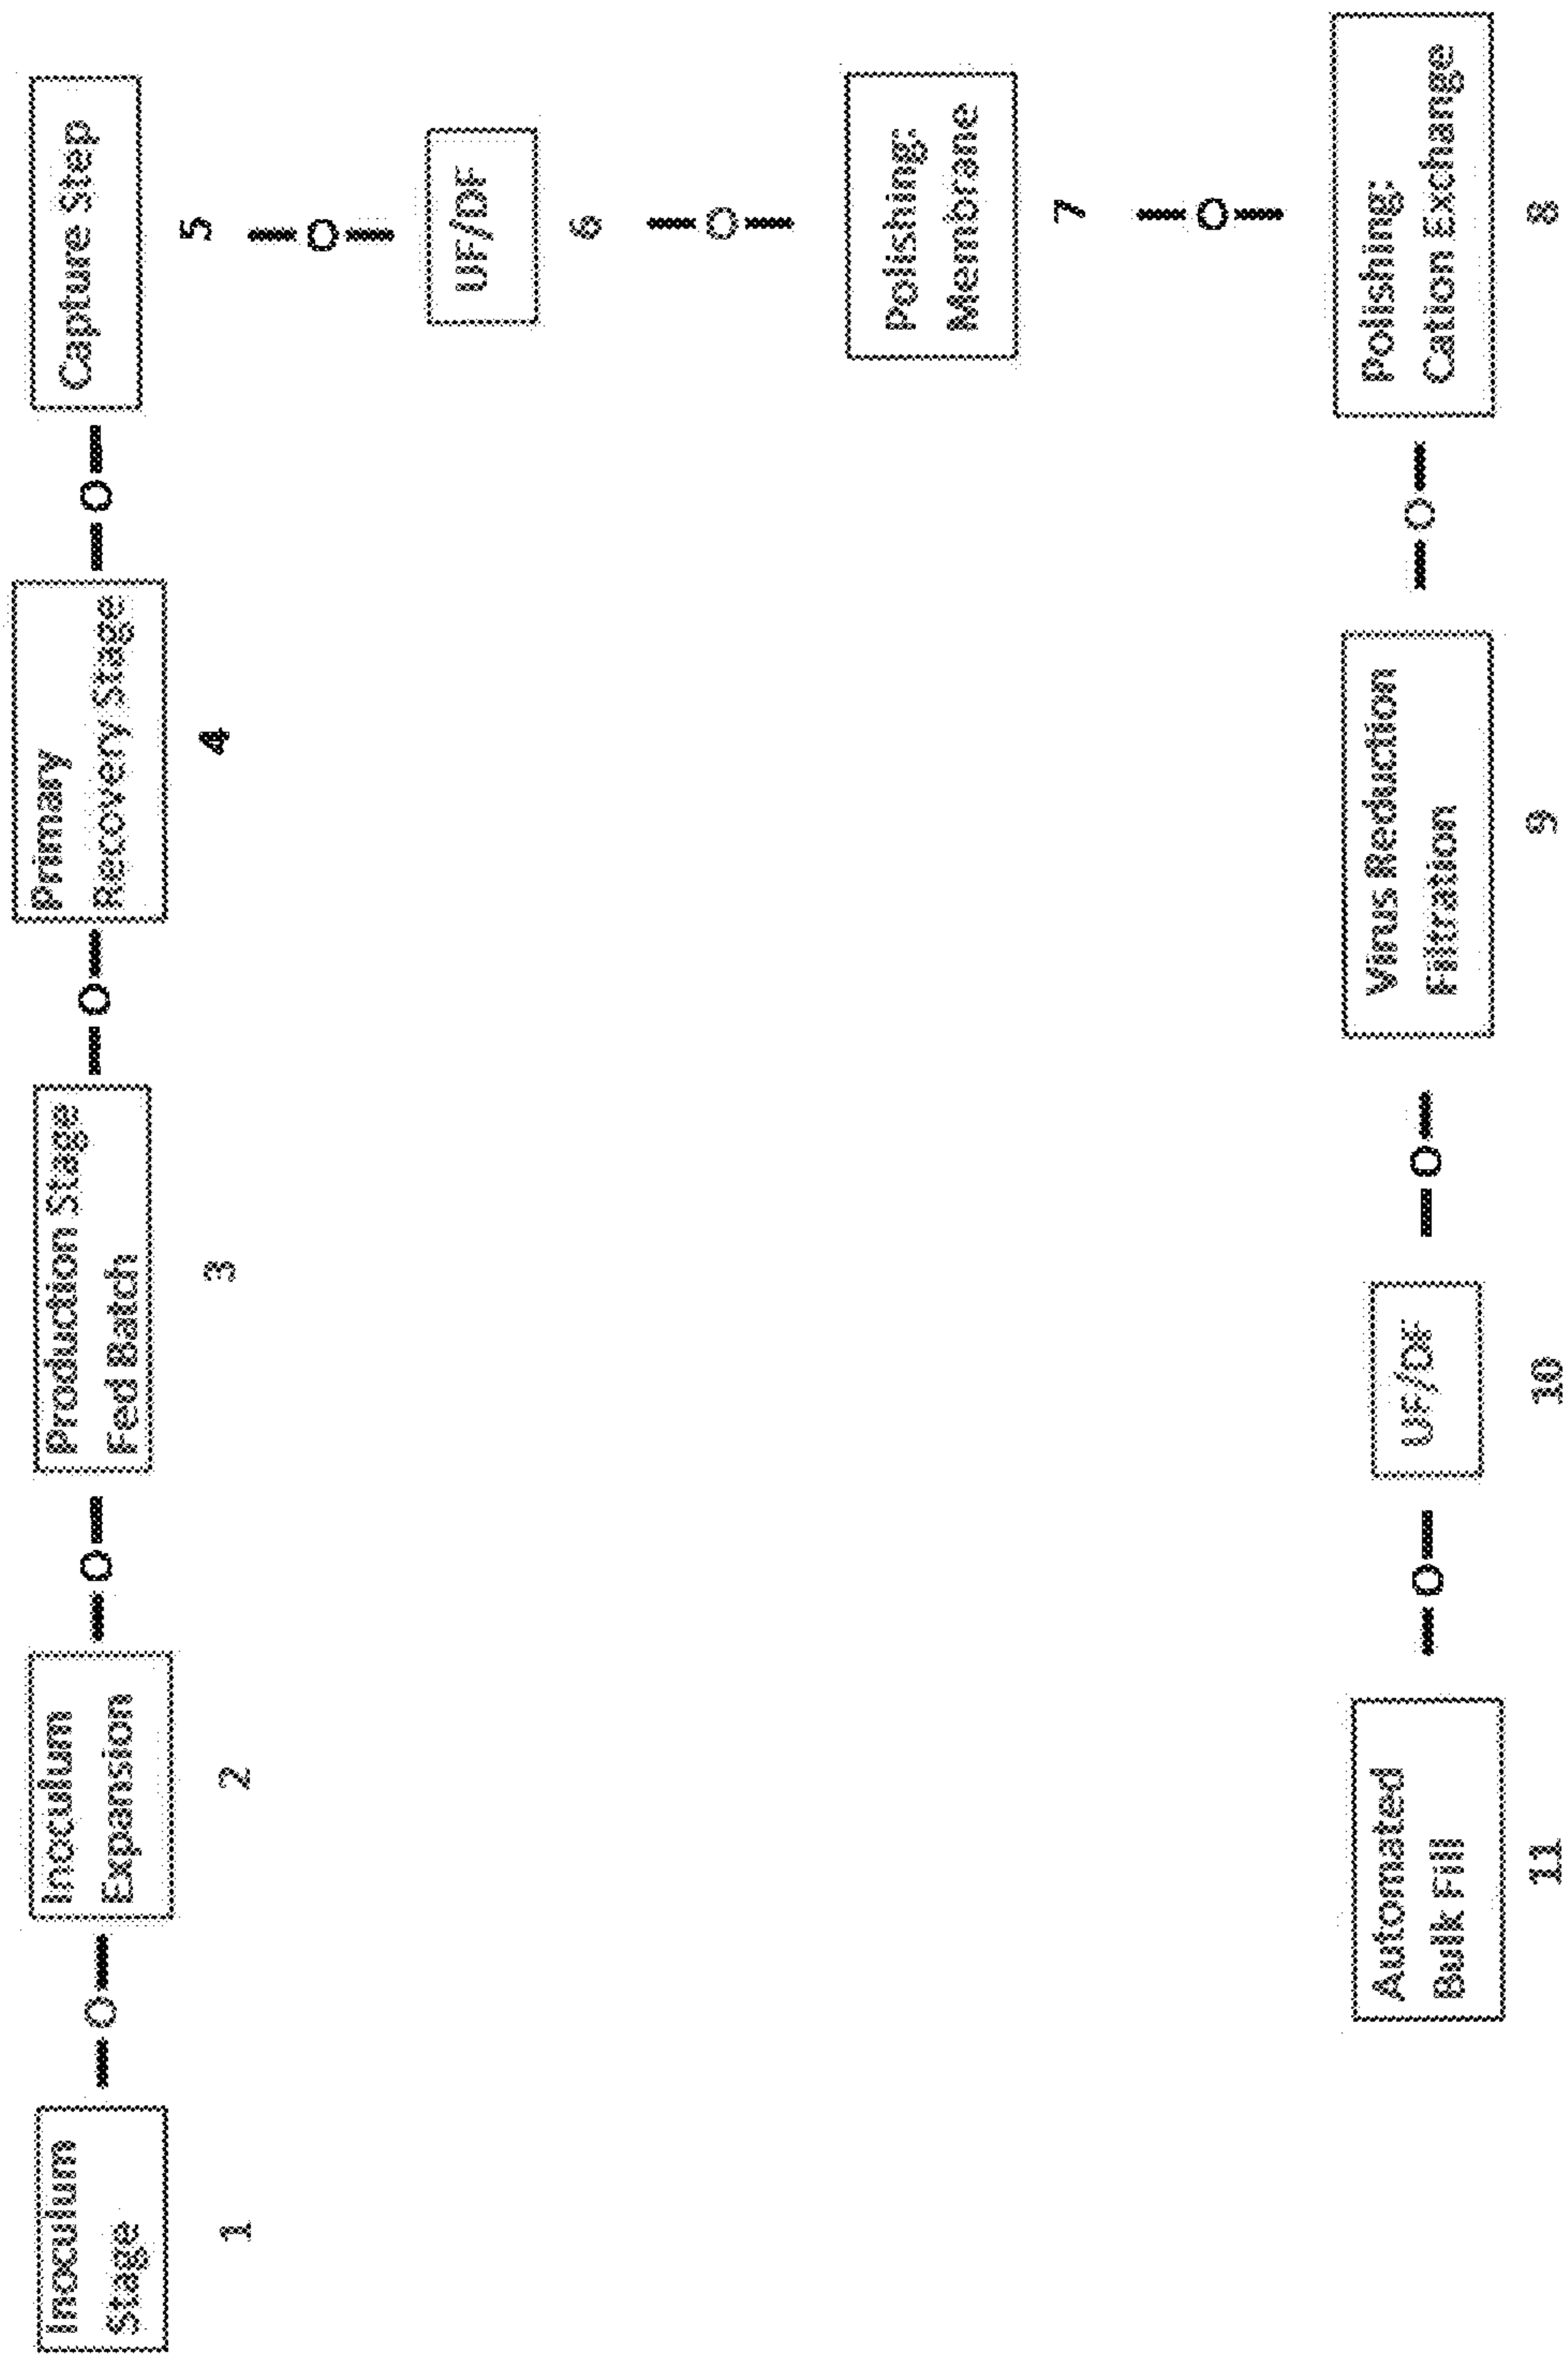 Inoculum
Stage
1
Inoculum
Expansion
2
Production Stage
Fed Batch
3
Primary
Recovery Stage
4
Capture Step
5
UF/DF
6
Polishing:
Membrane
7
Polishing:
Cation Exchange
8
Virus Reduction
Filtration
9
UF/DF
10
Automated
Bulk Fill
11